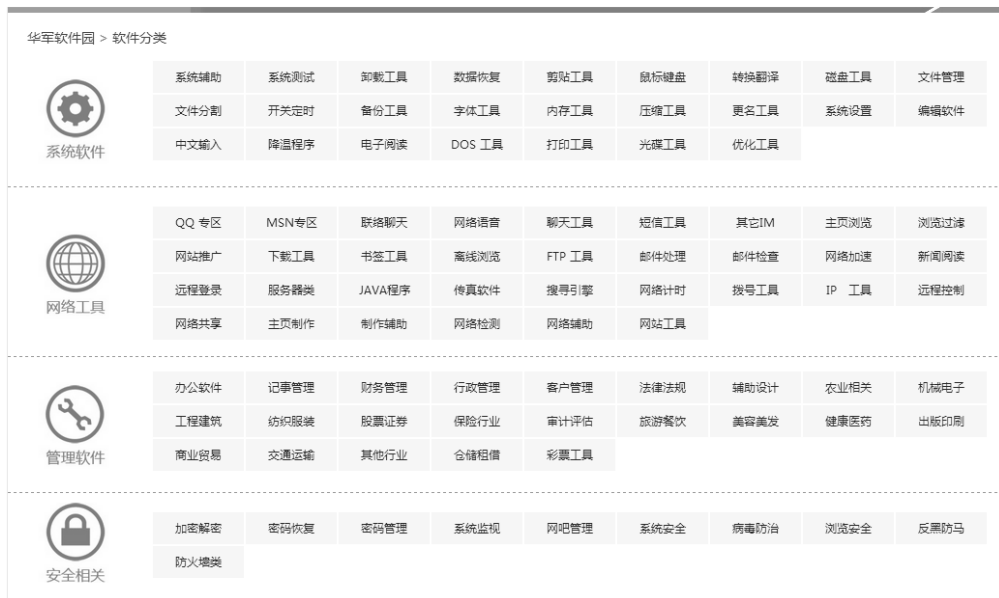 华军软件园 > 软件分类
系统辅助 系统测试 卸载工具 数据恢复 剪贴工具 鼠标键盘 转换翻译 磁盘工具 文件管理
文件分割 开关定时 备份工具 字体工具 内存工具 压缩工具 更名工具 系统设置 编辑软件
中文输入 降温程序 电子阅读 DOS 工具 打印工具 光碟工具 优化工具
系统软件
QQ 专区 MSN专区 联络聊天 网络语音 聊天工具 短信工具 其它IM 主页浏览 浏览过滤
网站推广 下载工具 书签工具 离线浏览 FTP 工具 邮件处理 邮件检查 网络加速 新闻阅读
远程登录 服务器类 JAVA程序 传真软件 搜寻引擎 网络计时 拨号工具 IP 工具 远程控制
网络工具
网络共享 主页制作 制作辅助 网络检测 网络辅助 网站工具
办公软件 记事管理 财务管理 行政管理 客户管理 法律法规 辅助设计 农业相关 机械电子
工程建筑 纺织服装 股票证券 保险行业 审计评估 旅游餐饮 美容美发 健康医药 出版印刷
商业贸易 交通运输 其他行业 仓储租借 彩票工具
管理软件
加密解密 密码恢复 密码管理 系统监视 网吧管理 系统安全 病毒防治 浏览安全 反黑防马
防火墙类
安全相关